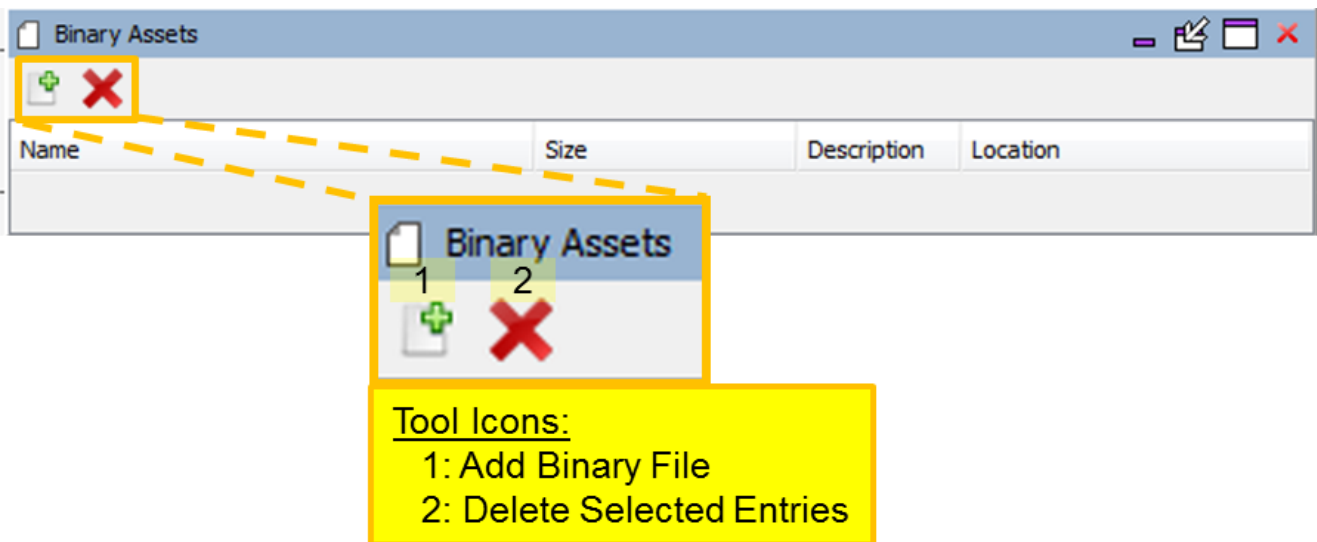 Binary Assets
Name Size Description Location
Binary Assets
1 2
Tool Icons:
1: Add Binary File
2: Delete Selected Entries